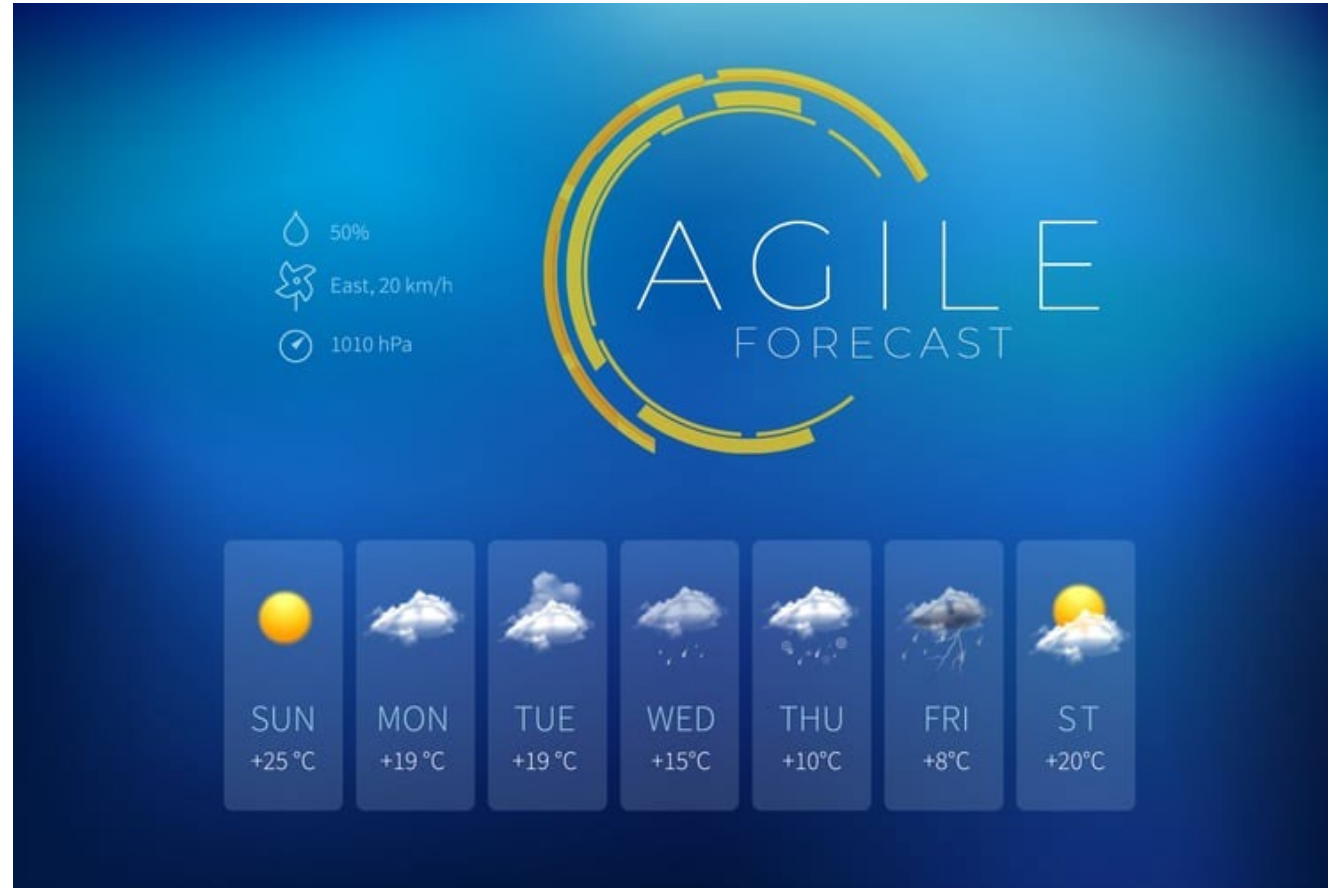 50%
East, 20 km/h
1010 hPa
AGILE
FORECAST
SUN
+25 °C
MON
+19 °C
TUE
+19 °C
WED
+15°C
THU
+10°C
FRI
+8°C
ST
+20°C